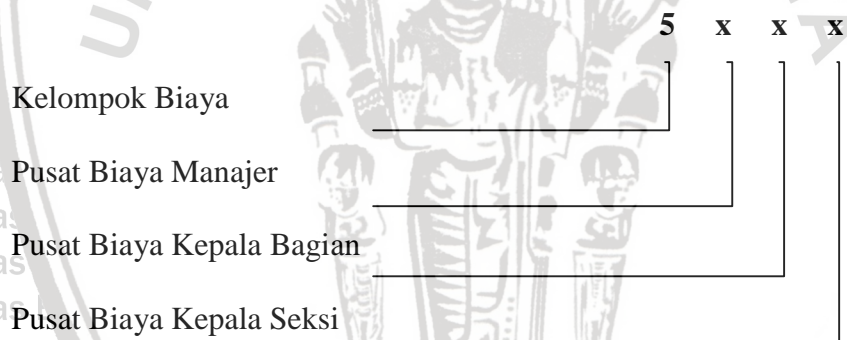 5 x x x
Kelompok Biaya
Pusat Biaya Manajer
Pusat Biaya Kepala Bagian
Pusat Biaya Kepala Seksi